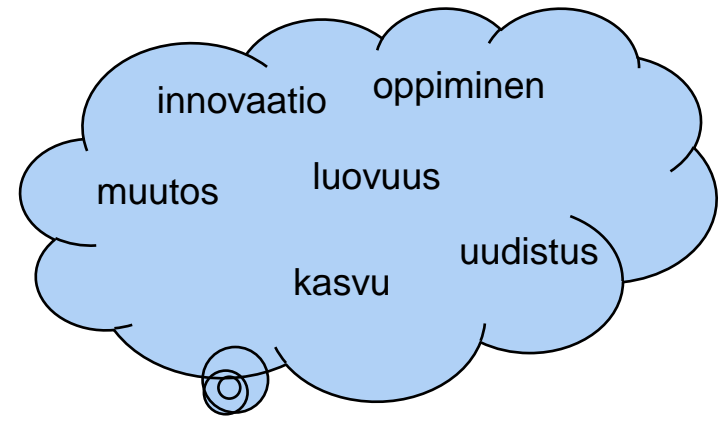 innovaatio
oppiminen
muutos
luovuus
uudistus
kasvu